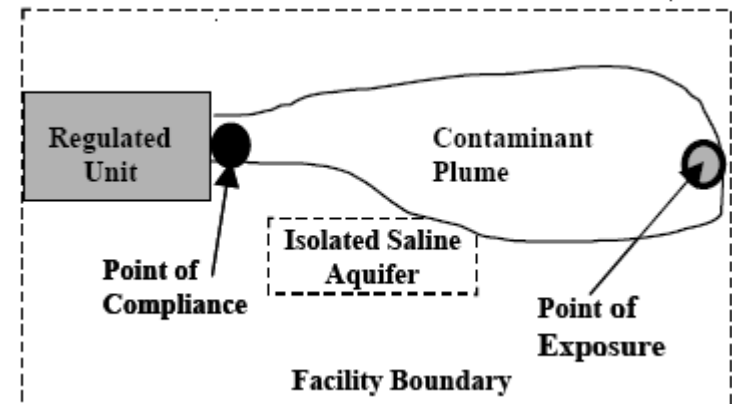 Regulated
Unit
Contaminant
Plume
Isolated Saline
Aquifer
Point of
Compliance
Point of
Exposure
Facility Boundary